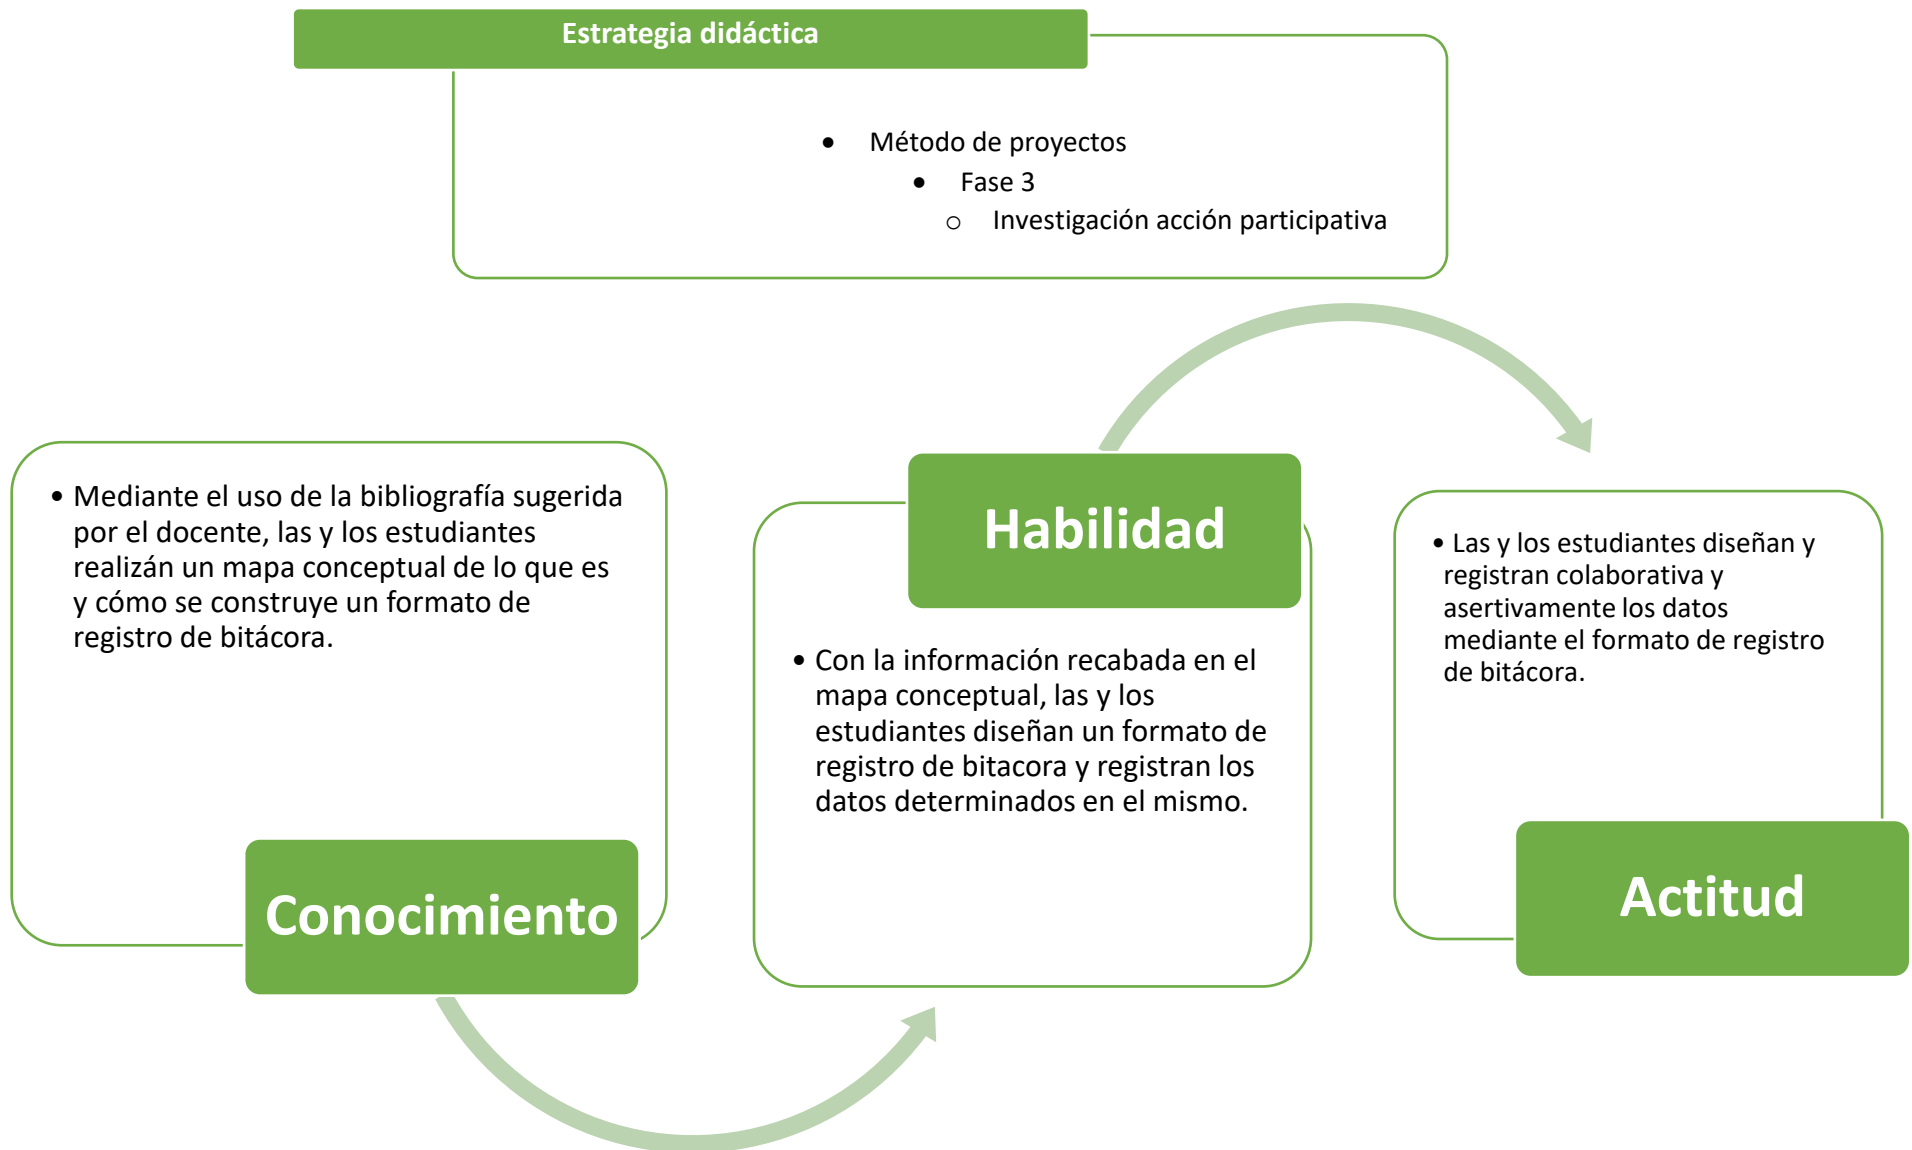 Estrategia didáctica
• Método de proyectos
• Fase 3
o Investigación acción participativa
• Mediante el uso de la bibliografía sugerida
por el docente, las y los estudiantes
realizán un mapa conceptual de lo que es
y cómo se construye un formato de
registro de bitácora.
Conocimiento
Habilidad
• Con la información recabada en el
mapa conceptual, las y los
estudiantes diseñan un formato de
registro de bitacora y registran los
datos determinados en el mismo.
• Las y los estudiantes diseñan y
registran colaborativa y
asertivamente los datos
mediante el formato de registro
de bitácora.
Actitud